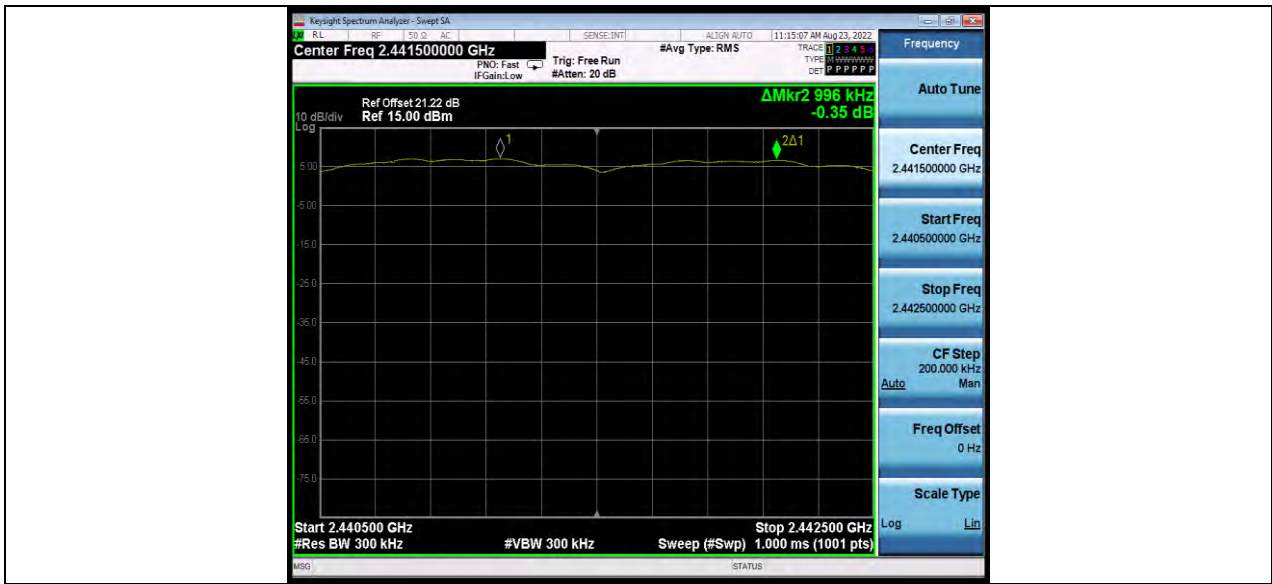 Keysight Spectrum Analyzer - Swept SA
RL RF 50 Ω AC SENSE:INT ALIGN AUTO 11:15:07 AM Aug 23, 2022
Center Freq 2.441500000 GHz
PNO: Fast
IFGain:Low
Trig: Free Run
#Atten: 20 dB
#Avg Type: RMS
TRACE 1 2 3 4 5 6
TYPE M WWWWW
DET P P P P P P
ΔMkr2 996 kHz
-0.35 dB
Ref Offset 21.22 dB
10 dB/div Ref 15.00 dBm
Log
1
2Δ1
5.00
-5.00
-15.0
-25.0
-35.0
-45.0
-55.0
-65.0
-75.0
Start 2.440500 GHz
Stop 2.442500 GHz
#Res BW 300 kHz
#VBW 300 kHz
Sweep (#Swp) 1.000 ms (1001 pts)
MSG
STATUS
Frequency
Auto Tune
Center Freq
2.441500000 GHz
Start Freq
2.440500000 GHz
Stop Freq
2.442500000 GHz
CF Step
200.000 kHz
Auto Man
Freq Offset
0 Hz
Scale Type
Log Lin